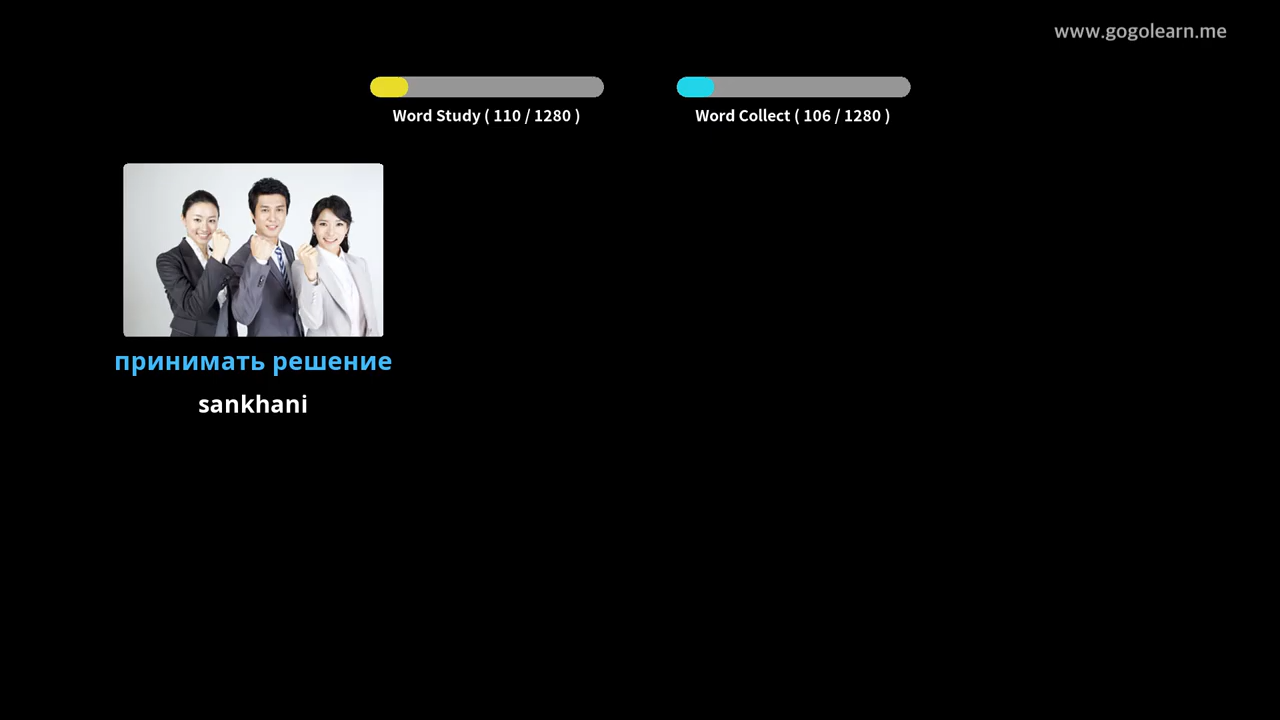 www.gogolearn.me
Word Study ( 110 / 1280 )
Word Collect ( 106 / 1280 )
принимать решение
sankhani